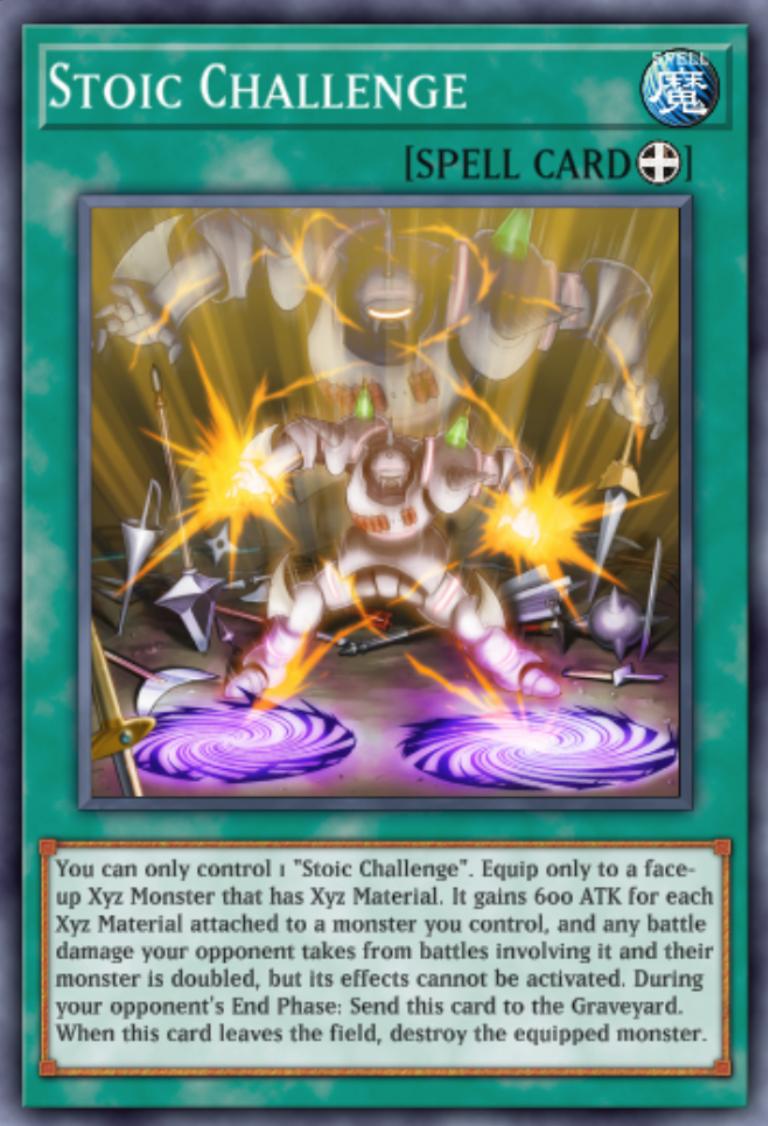 STOIC CHALLENGE
SPELL
魔
[SPELL CARD]
You can only control 1 "Stoic Challenge". Equip only to a face-
up Xyz Monster that has Xyz Material. It gains 600 ATK for each
Xyz Material attached to a monster you control, and any battle
damage your opponent takes from battles involving it and their
monster is doubled, but its effects cannot be activated. During
your opponent's End Phase: Send this card to the Graveyard.
When this card leaves the field, destroy the equipped monster.